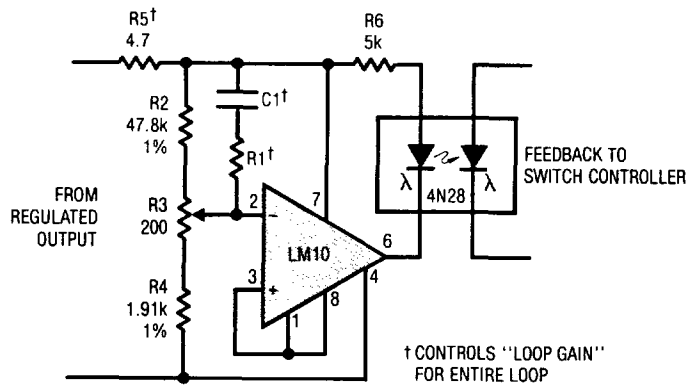 R5†
4.7
R6
5k
R2
47.8k
1%
C1†
R1†
FROM
REGULATED
OUTPUT
R3
200
2
−
7
LM10
6
3
+
8
4
1
R4
1.91k
1%
λ
4N28
λ
FEEDBACK TO
SWITCH CONTROLLER
† CONTROLS "LOOP GAIN"
FOR ENTIRE LOOP